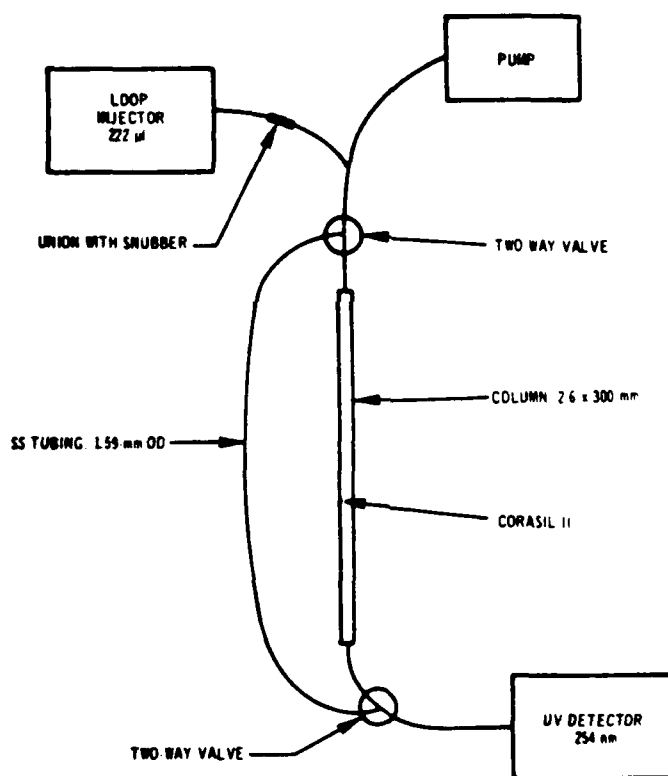 PUMP
LOOP
INJECTOR
222 µl
UNION WITH SNUBBER
TWO WAY VALVE
COLUMN 2.6 x 300 mm
SS TUBING. 1.59-mm OD
CORASIL II
UV DETECTOR
254 nm
TWO-WAY VALVE